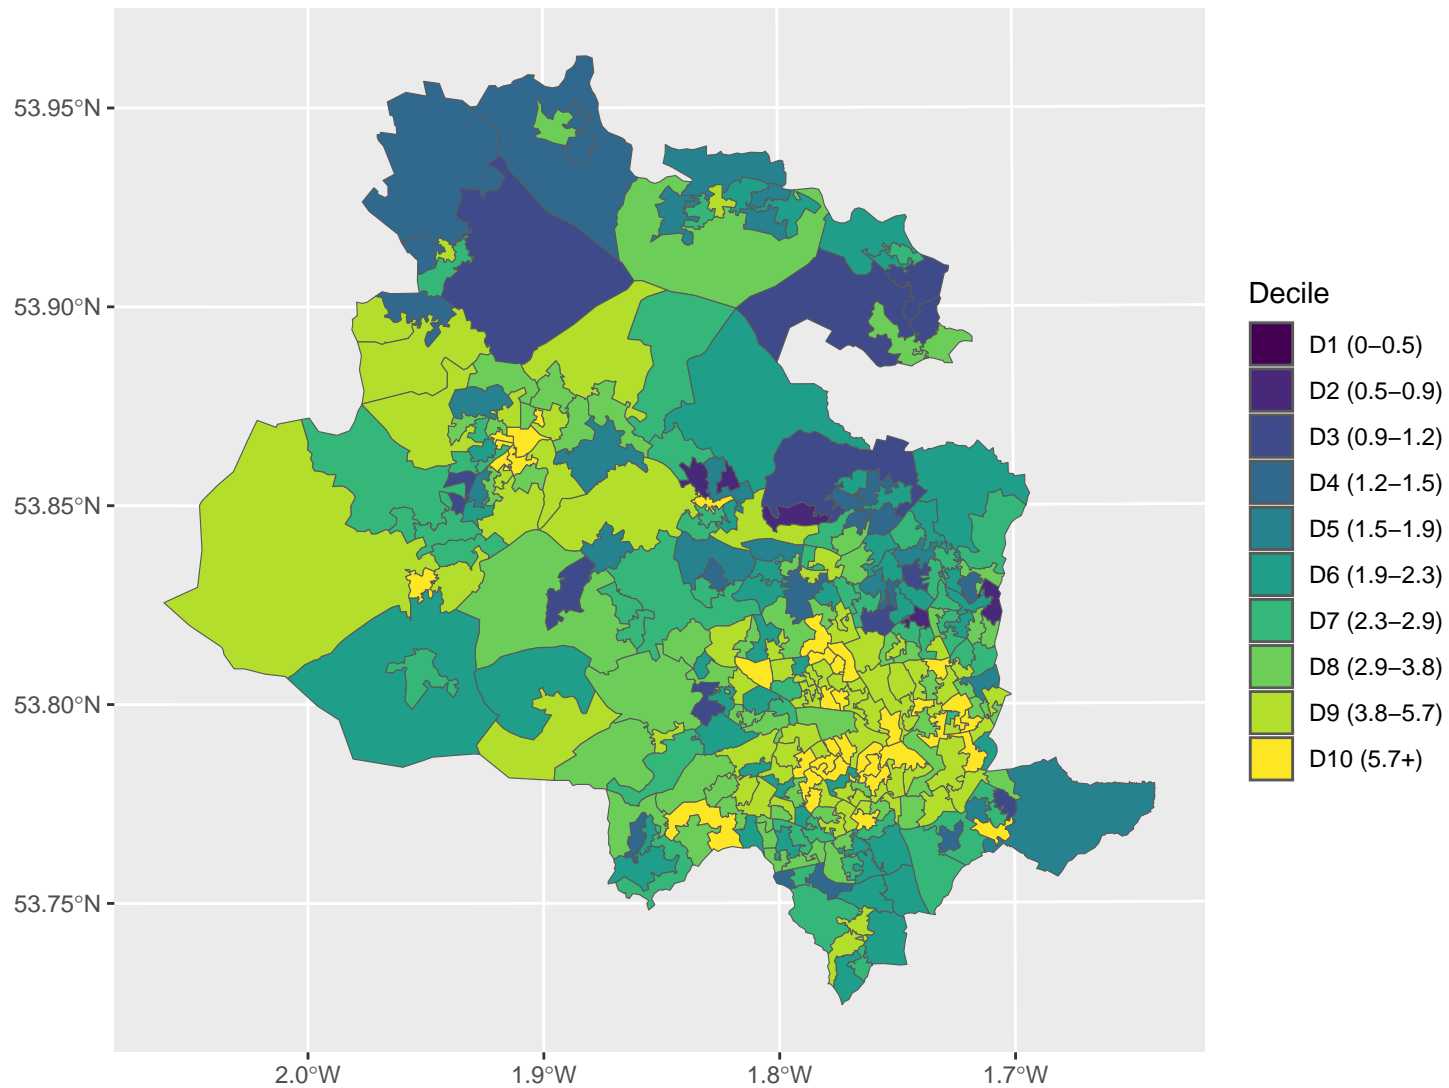 53.95°N
53.90°N
53.85°N
53.80°N
53.75°N
2.0°W
1.9°W
1.8°W
1.7°W
Decile
D1 (0–0.5)
D2 (0.5–0.9)
D3 (0.9–1.2)
D4 (1.2–1.5)
D5 (1.5–1.9)
D6 (1.9–2.3)
D7 (2.3–2.9)
D8 (2.9–3.8)
D9 (3.8–5.7)
D10 (5.7+)